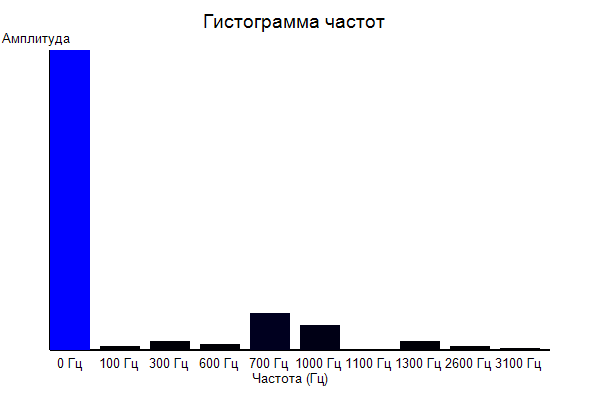 Гистограмма частот
Амплитуда
0 Гц 100 Гц 300 Гц 600 Гц 700 Гц 1000 Гц 1100 Гц 1300 Гц 2600 Гц 3100 Гц
Частота (Гц)